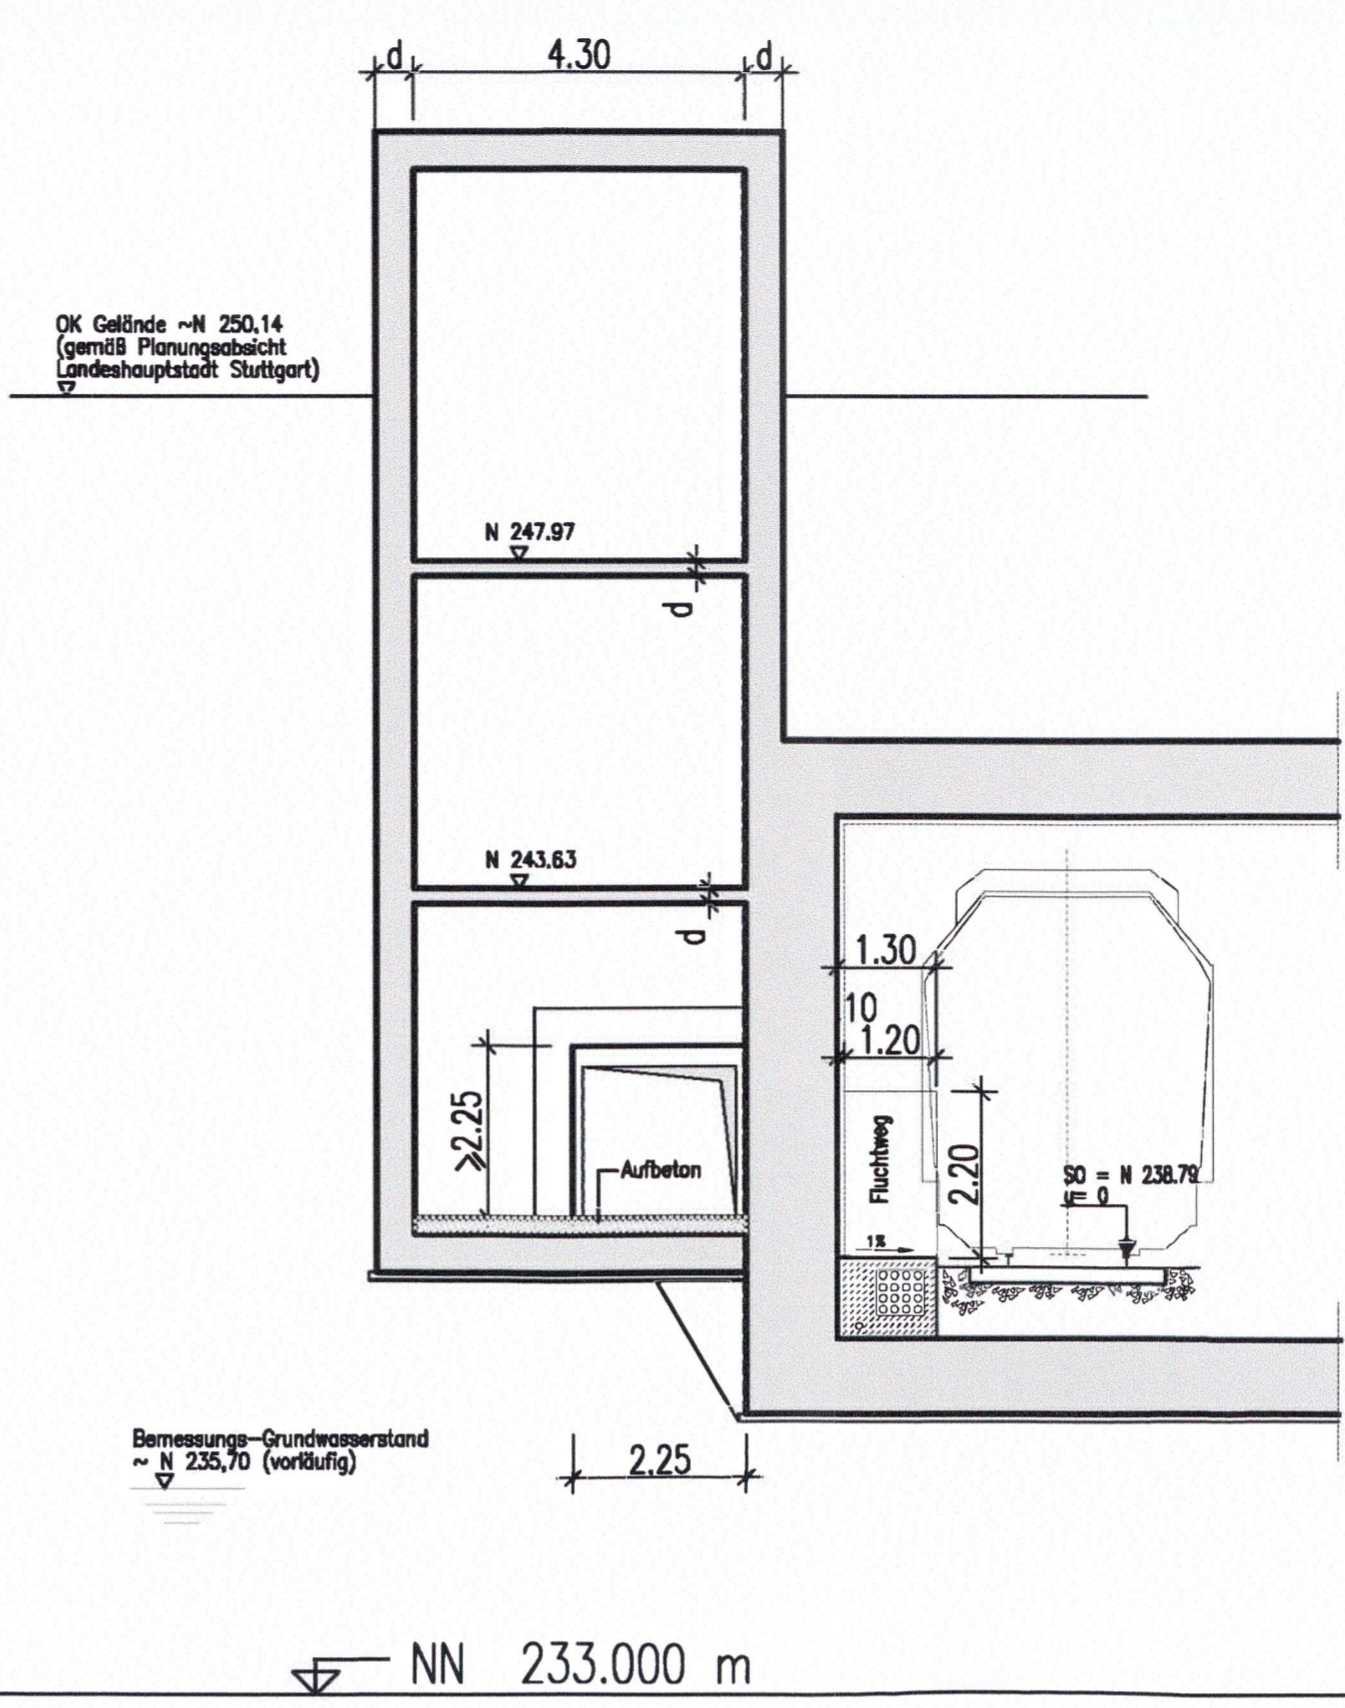 d 4.30 d
OK Gelände ~N 250,14
(gemäß Planungsabsicht
Landeshauptstadt Stuttgart)
N 247.97
d
N 243.63
d
1.30
10
1.20
≥2.25
Aufbeton
Fluchtweg
2.20
SO = N 238.79
u= 0
1%
Bemessungs-Grundwasserstand
~ N 235,70 (vorläufig)
2.25
NN 233.000 m